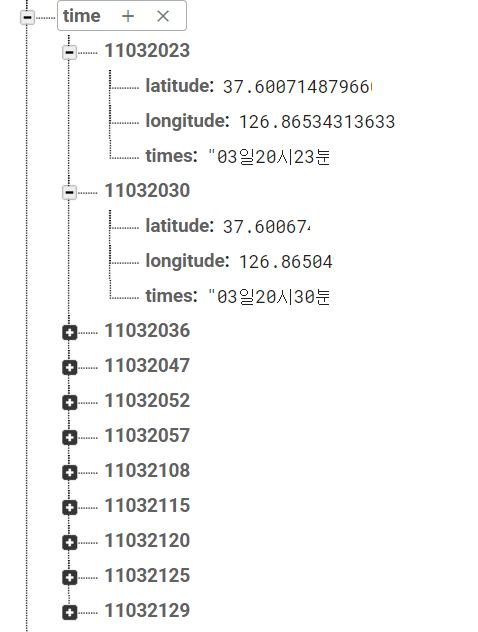 time + ×
11032023
latitude: 37.60071487966
longitude: 126.86534313633
times: "03일20시23분
11032030
latitude: 37.60067
longitude: 126.86504
times: "03일20시30분
11032036
11032047
11032052
11032057
11032108
11032115
11032120
11032125
11032129